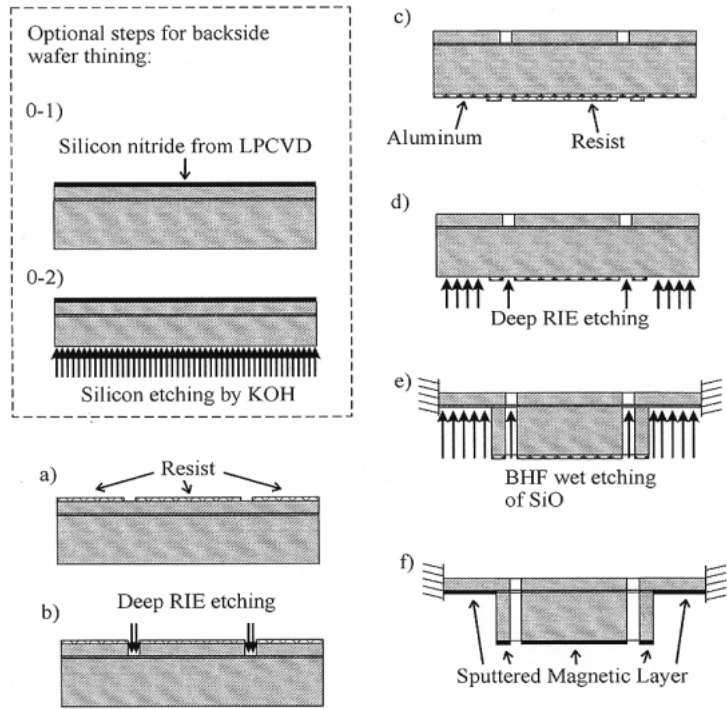 Optional steps for backside
wafer thining:
0-1)
Silicon nitride from LPCVD
0-2)
Silicon etching by KOH
a)
Resist
b)
Deep RIE etching
c)
Aluminum
Resist
d)
Deep RIE etching
e)
BHF wet etching
of SiO
f)
Sputtered Magnetic Layer